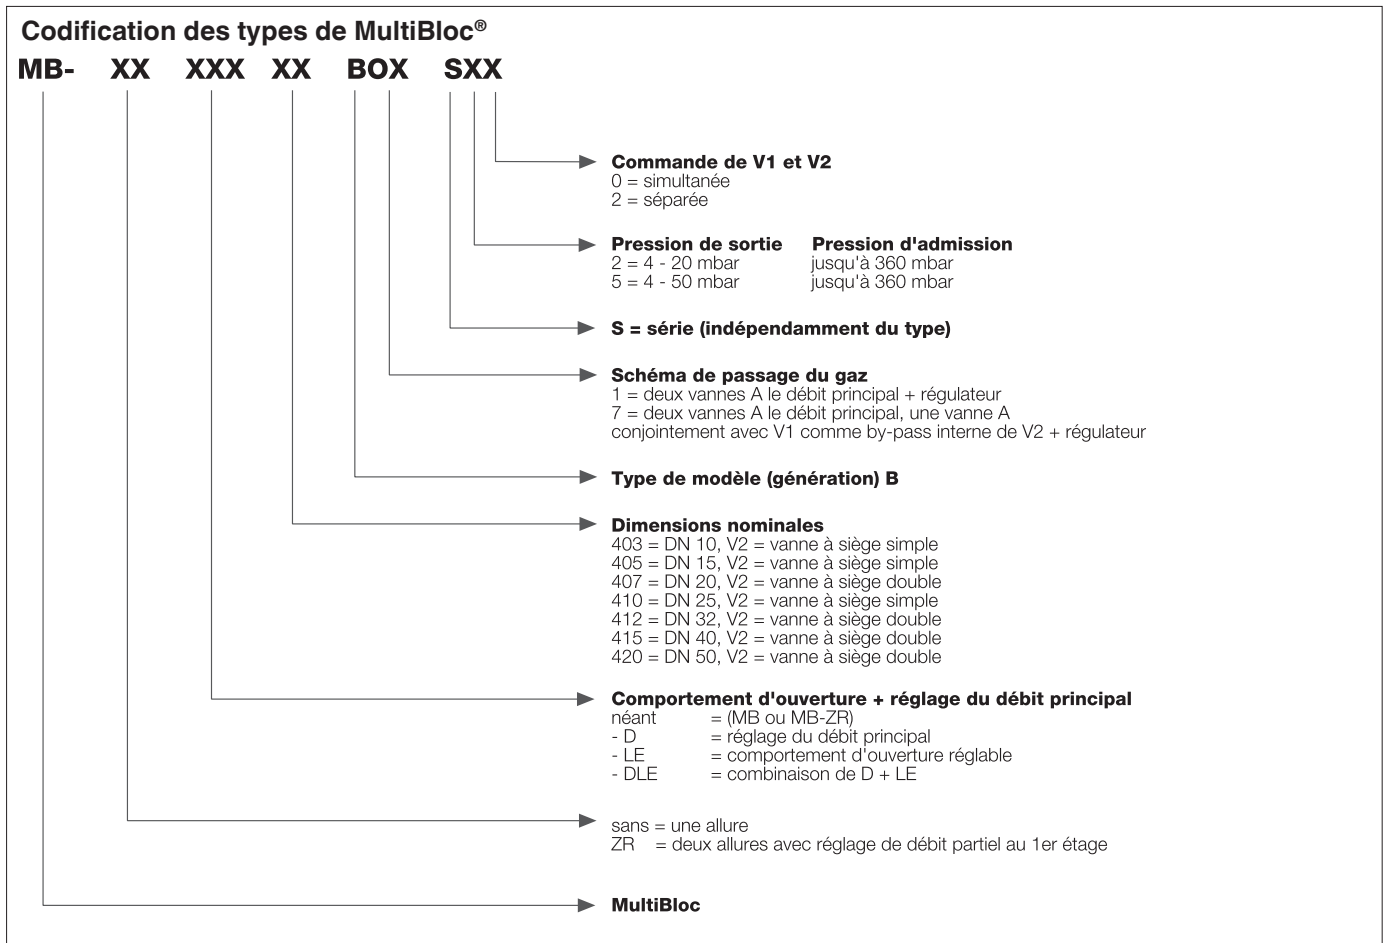 Codification des types de MultiBloc®
MB- XX XXX XX BOX SXX
Commande de V1 et V2
0 = simultanée
2 = séparée
Pression de sortie Pression d'admission
2 = 4 - 20 mbar jusqu'à 360 mbar
5 = 4 - 50 mbar jusqu'à 360 mbar
S = série (indépendamment du type)
Schéma de passage du gaz
1 = deux vannes A le débit principal + régulateur
7 = deux vannes A le débit principal, une vanne A
conjointement avec V1 comme by-pass interne de V2 + régulateur
Type de modèle (génération) B
Dimensions nominales
403 = DN 10, V2 = vanne à siège simple
405 = DN 15, V2 = vanne à siège simple
407 = DN 20, V2 = vanne à siège double
410 = DN 25, V2 = vanne à siège simple
412 = DN 32, V2 = vanne à siège double
415 = DN 40, V2 = vanne à siège double
420 = DN 50, V2 = vanne à siège double
Comportement d'ouverture + réglage du débit principal
néant = (MB ou MB-ZR)
- D = réglage du débit principal
- LE = comportement d'ouverture réglable
- DLE = combinaison de D + LE
sans = une allure
ZR = deux allures avec réglage de débit partiel au 1er étage
MultiBloc